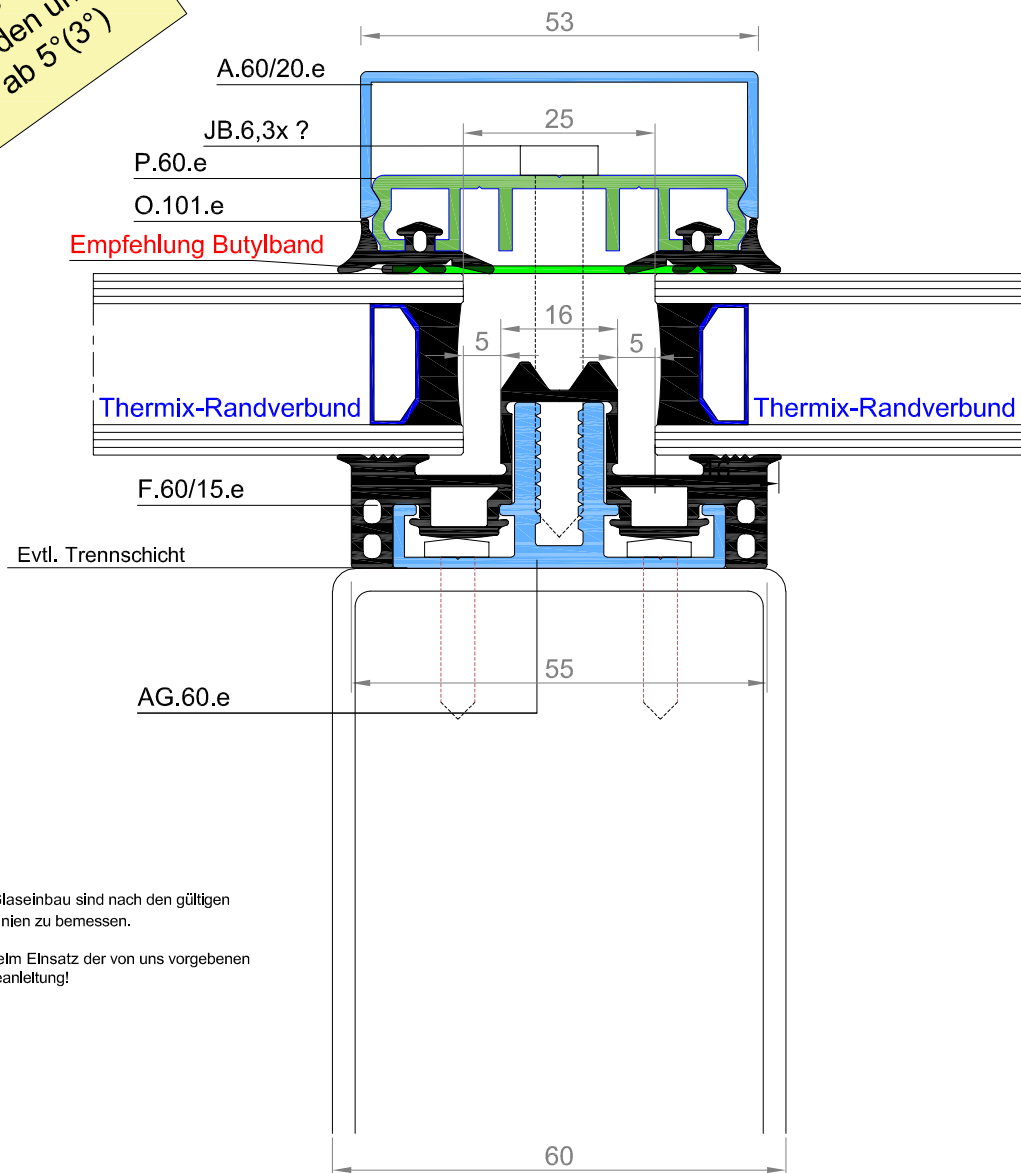 den un
ab 5°(3°)
53
A.60/20.e
JB.6,3x ?
25
P.60.e
O.101.e
Empfehlung Butylband
16
5
5
Thermix-Randverbund
Thermix-Randverbund
16
F.60/15.e
Evtl. Trennschicht
55
AG.60.e
Glaseinbau sind nach den gültigen
nien zu bemessen.
eim Einsatz der von uns vorgebenen
eanleitung!
60